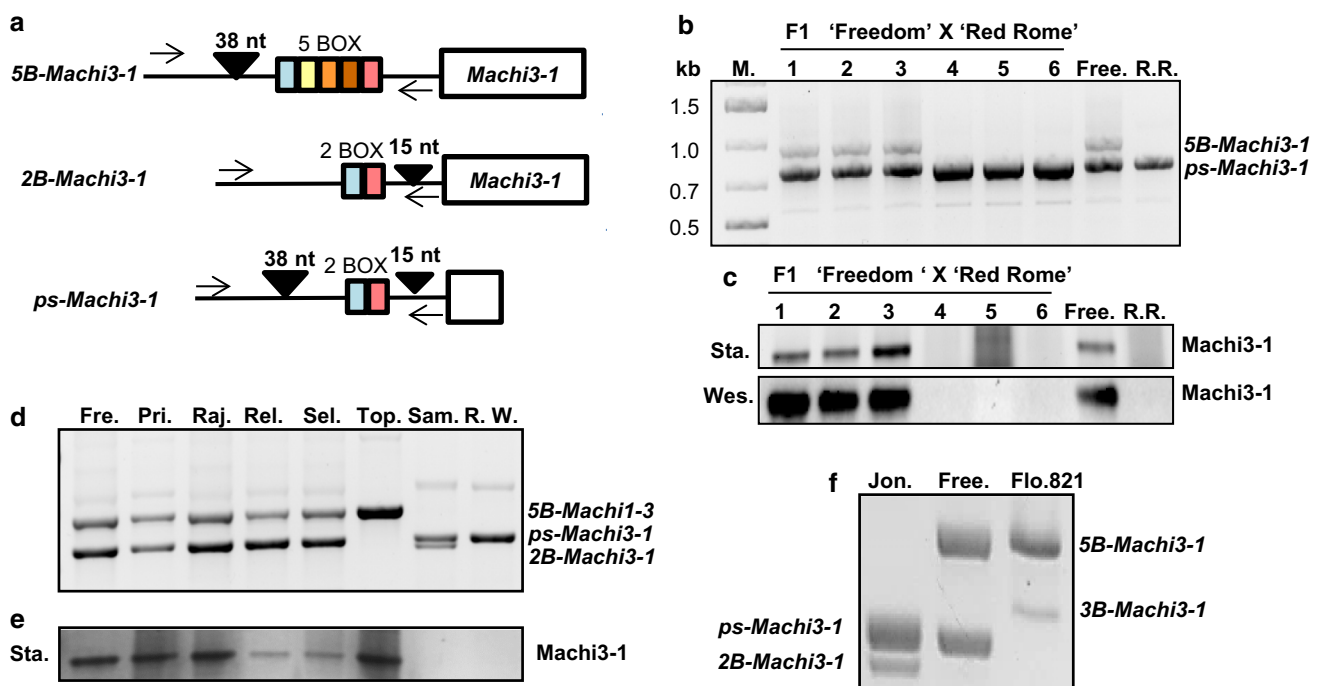 a
38 nt
5 BOX
5B-Machi3-1
Machi3-1
2 BOX
15 nt
2B-Machi3-1
Machi3-1
38 nt
2 BOX
15 nt
ps-Machi3-1
b
F1 ‘Freedom’ X ‘Red Rome’
kb M. 1 2 3 4 5 6 Free. R.R.
1.5
1.0
0.7
0.5
5B-Machi3-1
ps-Machi3-1
c
F1 ‘Freedom ‘ X ‘Red Rome’
1 2 3 4 5 6 Free. R.R.
Sta. Machi3-1
Wes. Machi3-1
d
Fre. Pri. Raj. Rel. Sel. Top. Sam. R. W.
5B-Machi1-3
ps-Machi3-1
2B-Machi3-1
e
Sta. Machi3-1
f
Jon. Free. Flo.821
5B-Machi3-1
3B-Machi3-1
ps-Machi3-1
2B-Machi3-1